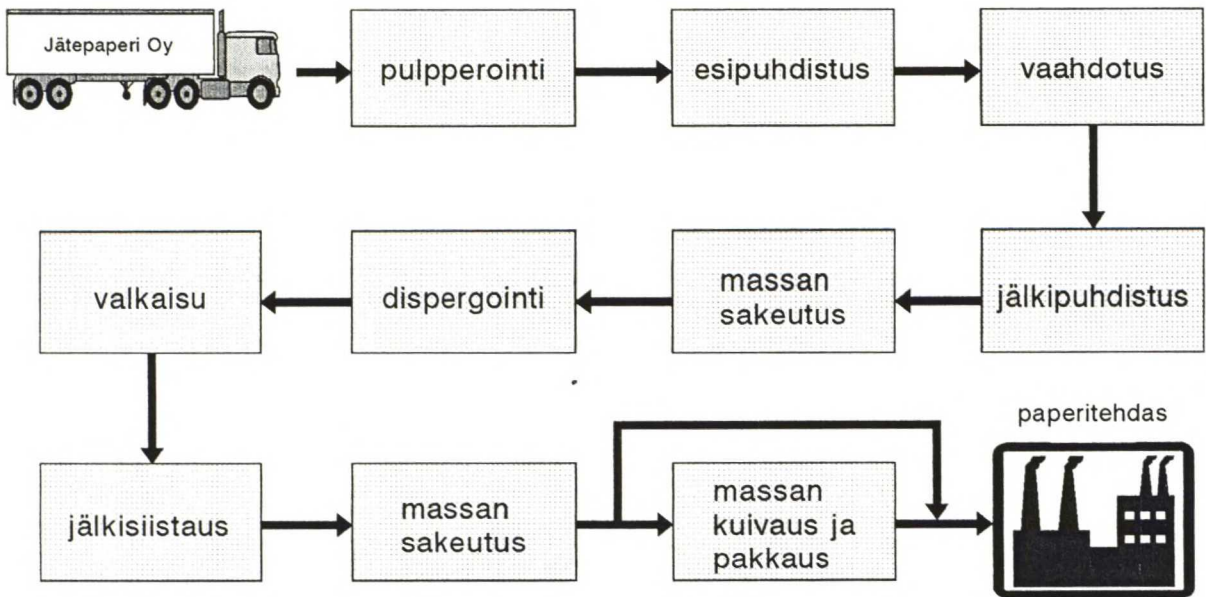 Jätepaperi Oy
pulpperointi
esipuhdistus
vaahdotus
jälkipuhdistus
massan
sakeutus
dispergointi
valkaisu
jälkisiistaus
massan
sakeutus
massan
kuivaus ja
pakkaus
paperitehdas